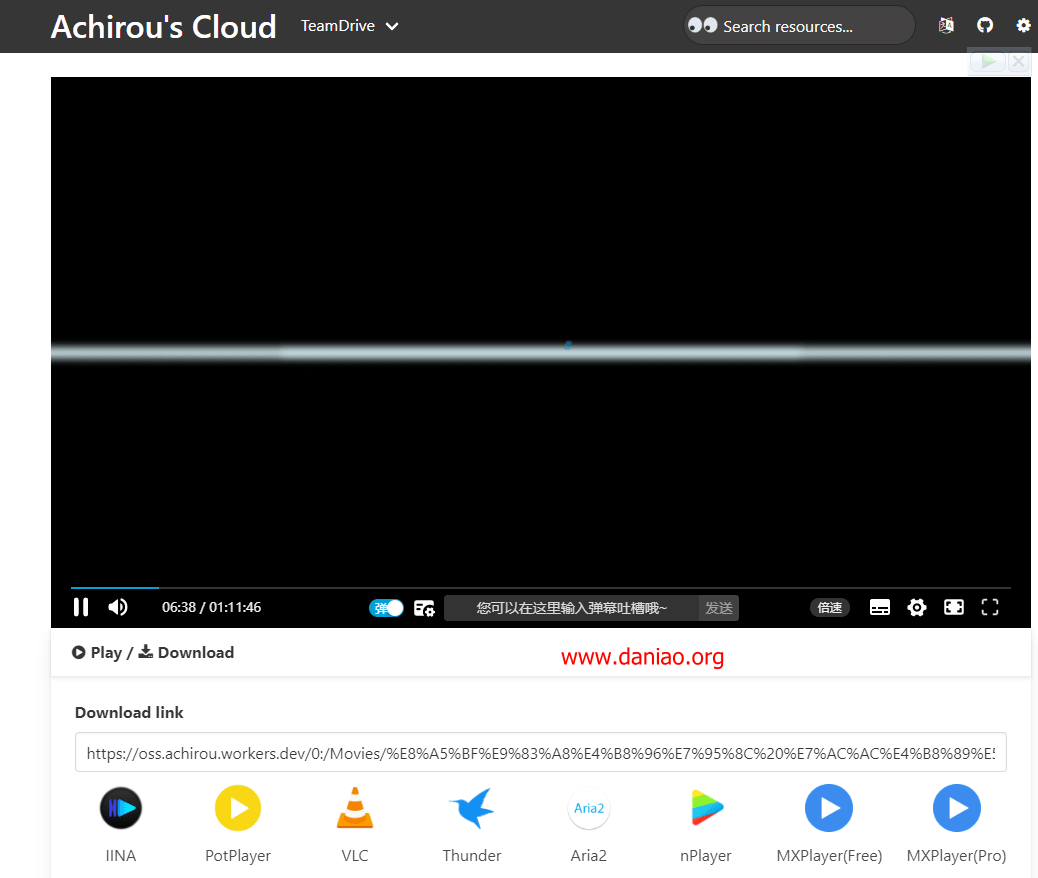 Achirou's Cloud TeamDrive Search resources...
06:38 / 01:11:46 弹 您可以在这里输入弹幕吐槽哦~ 发送 倍速
Play / Download
www.daniao.org
Download link
https://oss.achirou.workers.dev/0:/Movies/%E8%A5%BF%E9%83%A8%E4%B8%96%E7%95%8C%20%E7%AC%AC%E4%B8%89%E5
Aria2
IINA PotPlayer VLC Thunder Aria2 nPlayer MXPlayer(Free) MXPlayer(Pro)